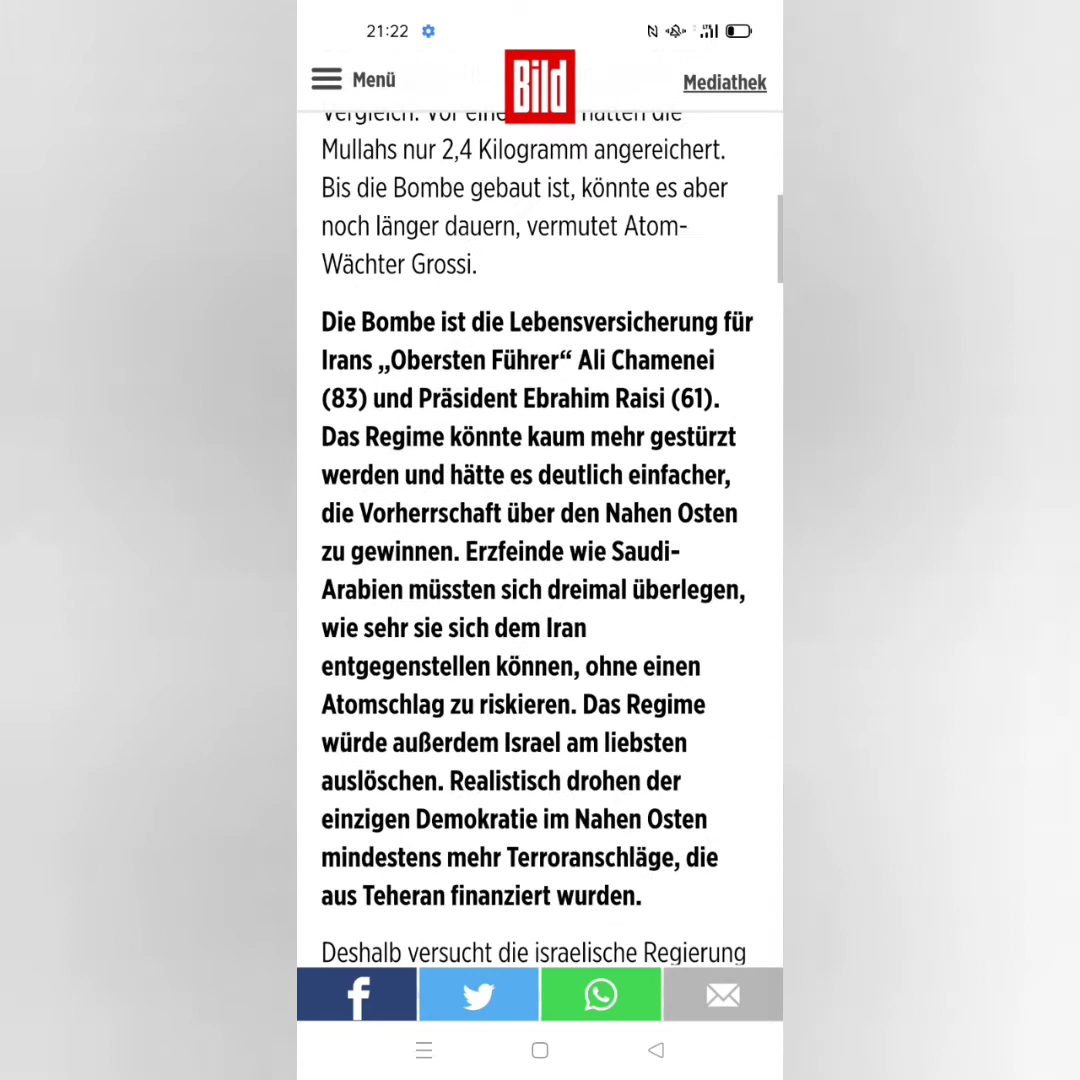 21:22
Menü
Bild
Mediathek
Vergleich. Vor eine hatten die
Mullahs nur 2,4 Kilogramm angereichert.
Bis die Bombe gebaut ist, könnte es aber
noch länger dauern, vermutet Atom-
Wächter Grossi.
Die Bombe ist die Lebensversicherung für
Irans „Obersten Führer“ Ali Chamenei
(83) und Präsident Ebrahim Raisi (61).
Das Regime könnte kaum mehr gestürzt
werden und hätte es deutlich einfacher,
die Vorherrschaft über den Nahen Osten
zu gewinnen. Erzfeinde wie Saudi-
Arabien müssten sich dreimal überlegen,
wie sehr sie sich dem Iran
entgegenstellen können, ohne einen
Atomschlag zu riskieren. Das Regime
würde außerdem Israel am liebsten
auslöschen. Realistisch drohen der
einzigen Demokratie im Nahen Osten
mindestens mehr Terroranschläge, die
aus Teheran finanziert wurden.
Deshalb versucht die israelische Regierung